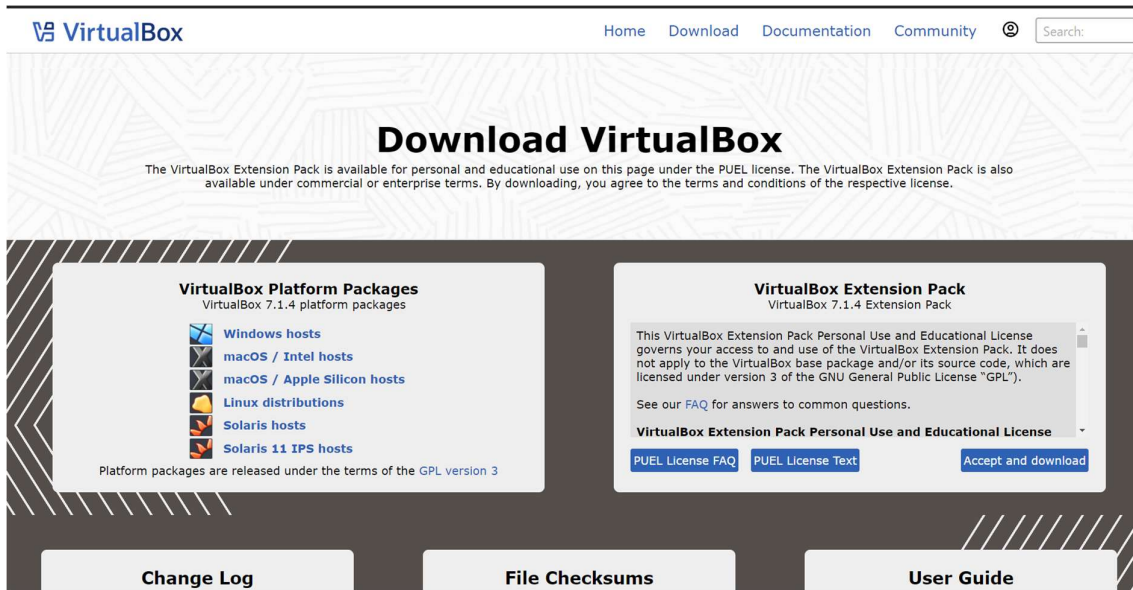 VirtualBox
Home Download Documentation Community Search:
Download VirtualBox
The VirtualBox Extension Pack is available for personal and educational use on this page under the PUEL license. The VirtualBox Extension Pack is also
available under commercial or enterprise terms. By downloading, you agree to the terms and conditions of the respective license.
VirtualBox Platform Packages
VirtualBox 7.1.4 platform packages
Windows hosts
macOS / Intel hosts
macOS / Apple Silicon hosts
Linux distributions
Solaris hosts
Solaris 11 IPS hosts
Platform packages are released under the terms of the GPL version 3
VirtualBox Extension Pack
VirtualBox 7.1.4 Extension Pack
This VirtualBox Extension Pack Personal Use and Educational License
governs your access to and use of the VirtualBox Extension Pack. It does
not apply to the VirtualBox base package and/or its source code, which are
licensed under version 3 of the GNU General Public License “GPL”).
See our FAQ for answers to common questions.
VirtualBox Extension Pack Personal Use and Educational License
PUEL License FAQ PUEL License Text Accept and download
Change Log
File Checksums
User Guide